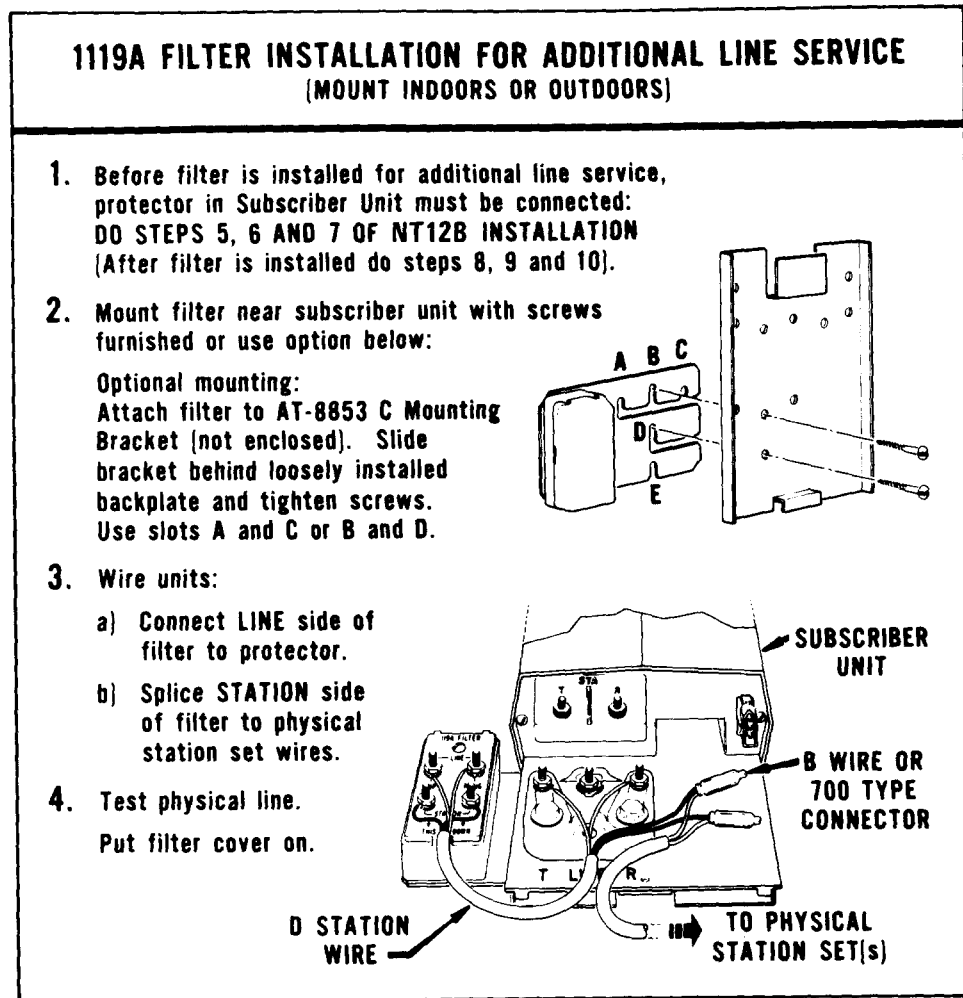 1119A FILTER INSTALLATION FOR ADDITIONAL LINE SERVICE
(MOUNT INDOORS OR OUTDOORS)
1. Before filter is installed for additional line service,
protector in Subscriber Unit must be connected:
DO STEPS 5, 6 AND 7 OF NT12B INSTALLATION
(After filter is installed do steps 8, 9 and 10).
2. Mount filter near subscriber unit with screws
furnished or use option below:
Optional mounting:
Attach filter to AT-8853 C Mounting
Bracket (not enclosed). Slide
bracket behind loosely installed
backplate and tighten screws.
Use slots A and C or B and D.
A B C
D
E
3. Wire units:
a) Connect LINE side of
filter to protector.
b) Splice STATION side
of filter to physical
station set wires.
4. Test physical line.
Put filter cover on.
SUBSCRIBER
UNIT
STA
T R
FILTER
LINE
B WIRE OR
700 TYPE
CONNECTOR
T R
D STATION
WIRE
TO PHYSICAL
STATION SET(s)